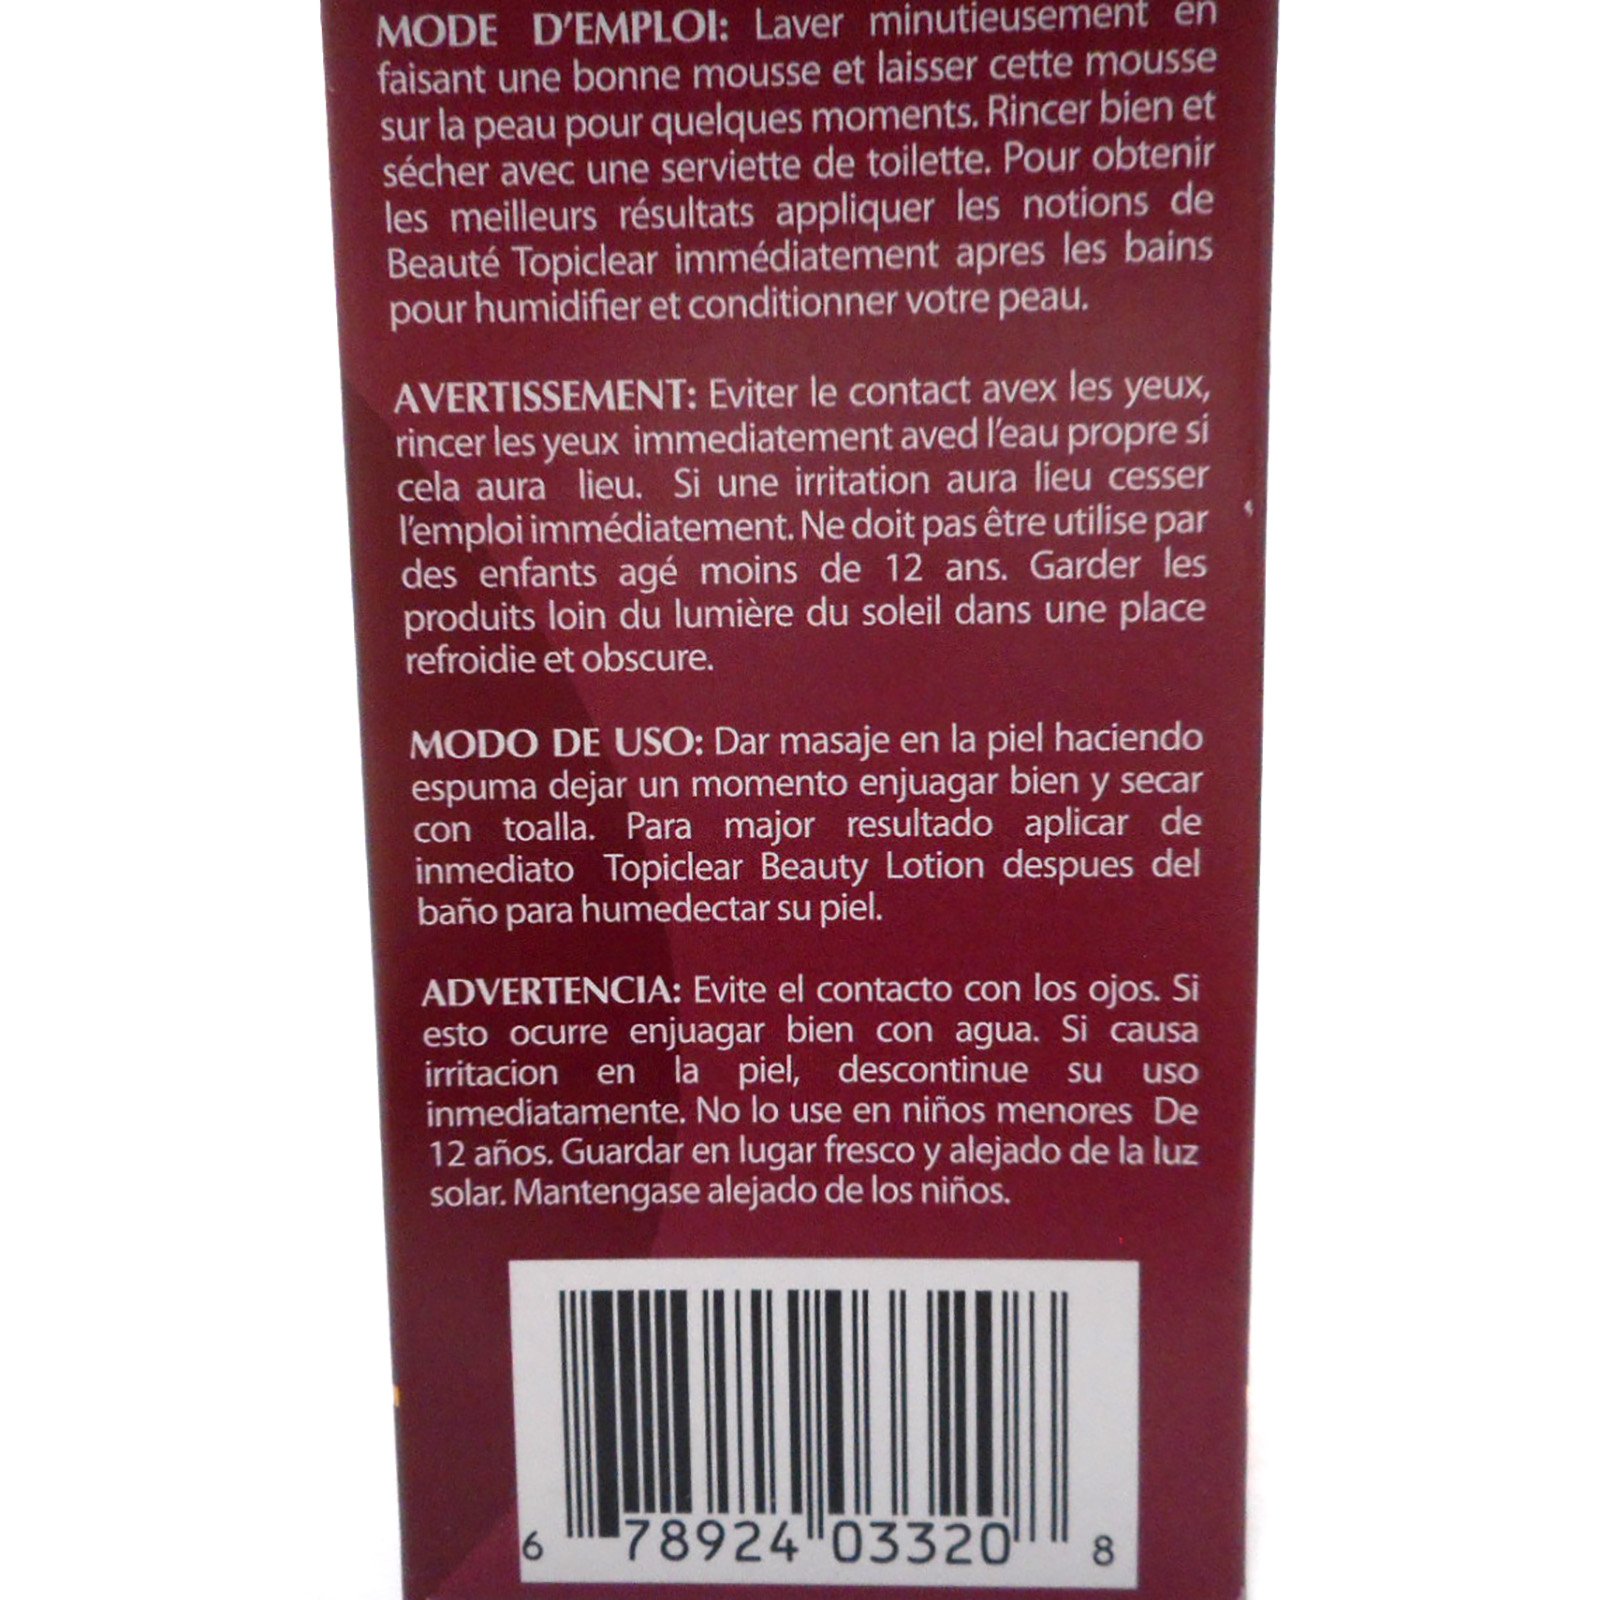 MODE D'EMPLOI: Laver minutieusement en
faisant une bonne mousse et laisser cette mousse
sur la peau pour quelques moments. Rincer bien et
sécher avec une serviette de toilette. Pour obtenir
les meilleurs résultats appliquer les notions de
Beauté Topiclear immédiatement apres les bains
pour humidifier et conditionner votre peau.
AVERTISSEMENT: Eviter le contact avex les yeux,
rincer les yeux immediatement aved l'eau propre si
cela aura lieu. Si une irritation aura lieu cesser
l'emploi immédiatement. Ne doit pas être utilise par
des enfants agé moins de 12 ans. Garder les
produits loin du lumière du soleil dans une place
refroidie et obscure.
MODO DE USO: Dar masaje en la piel haciendo
espuma dejar un momento enjuagar bien y secar
con toalla. Para major resultado aplicar de
inmediato Topiclear Beauty Lotion despues del
baño para humedectar su piel.
ADVERTENCIA: Evite el contacto con los ojos. Si
esto ocurre enjuagar bien con agua. Si causa
irritacion en la piel, descontinue su uso
inmediatamente. No lo use en niños menores De
12 años. Guardar en lugar fresco y alejado de la luz
solar. Mantengase alejado de los niños.
6 78924 03320 8